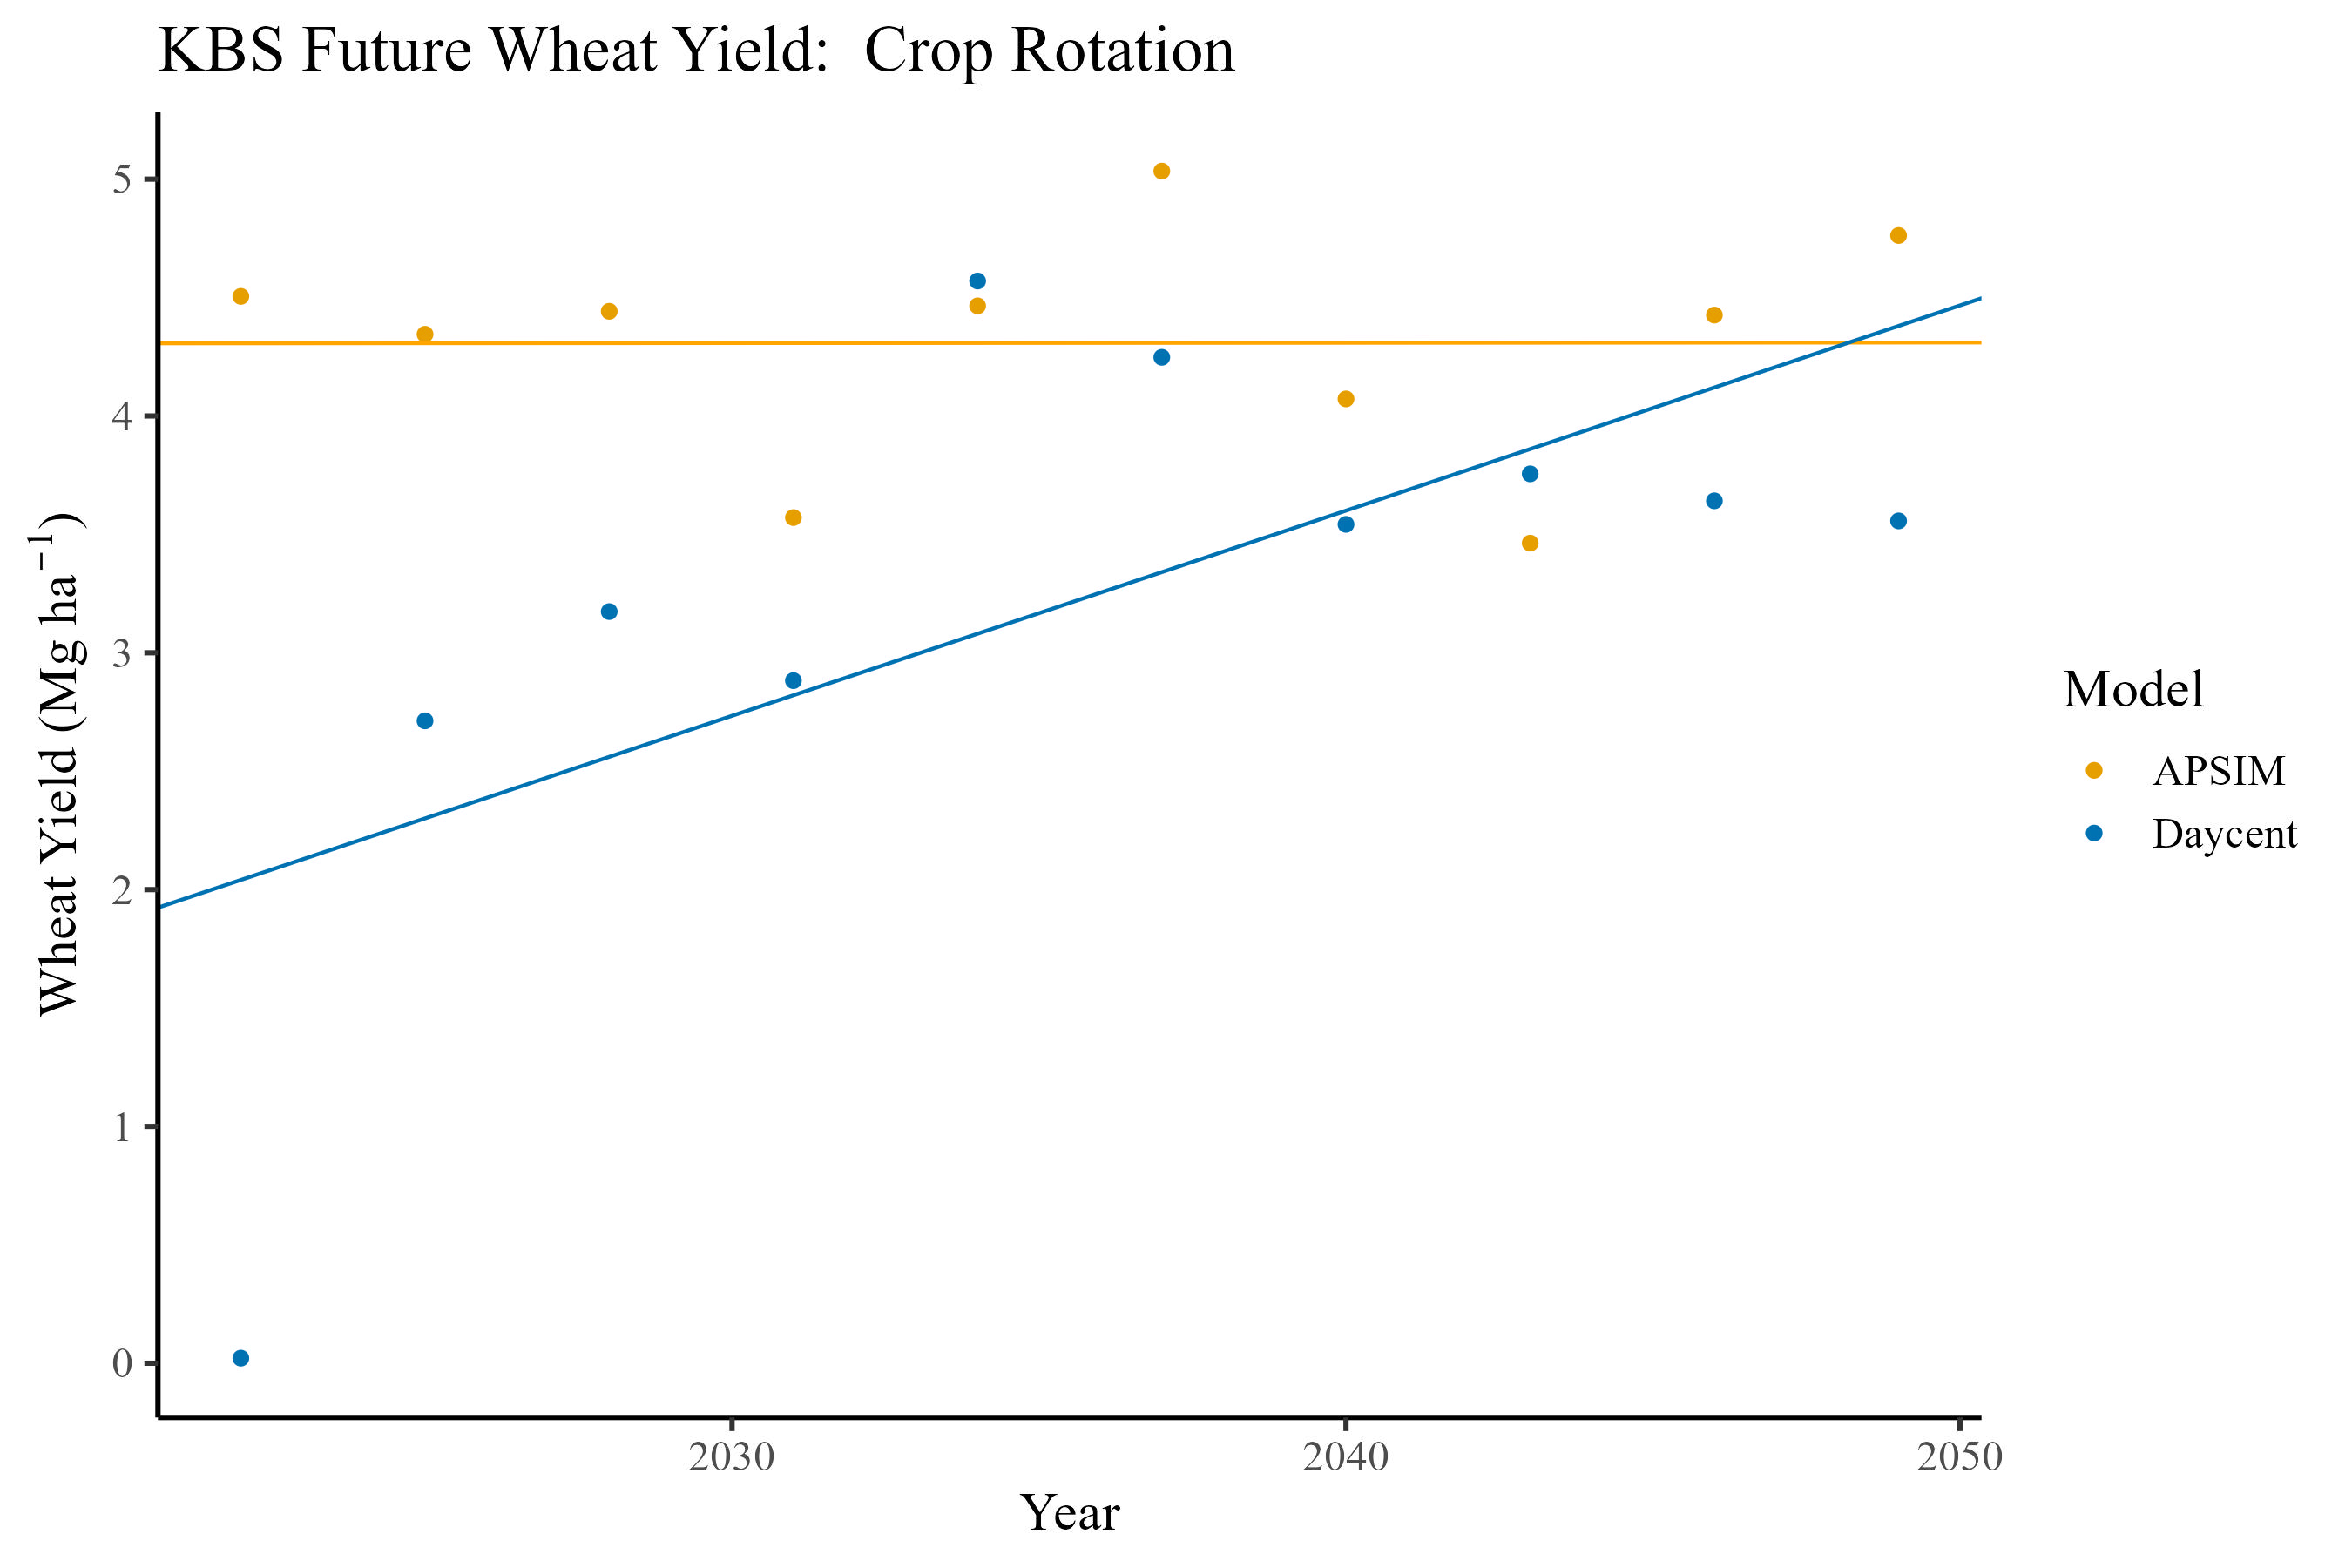 KBS Future Wheat Yield:  Crop Rotation
Wheat Yield (Mg ha⁻¹)
5
4
3
2
1
0
2030
2040
2050
Year
Model
APSIM
Daycent